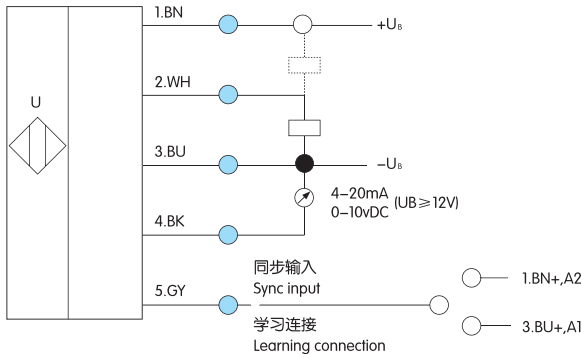 1.BN
+UB
2.WH
U
3.BU
−UB
4−20mA
0−10vDC
(UB≥12V)
4.BK
同步输入
Sync input
1.BN+,A2
5.GY
学习连接
3.BU+,A1
Learning connection